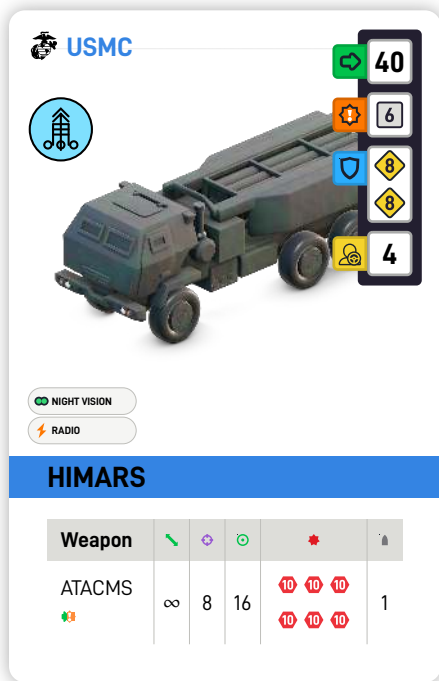 USMC
40
6
8
8
4
NIGHT VISION
RADIO
HIMARS
Weapon
ATACMS ∞ 8 16 10 10 10 1
10 10 10